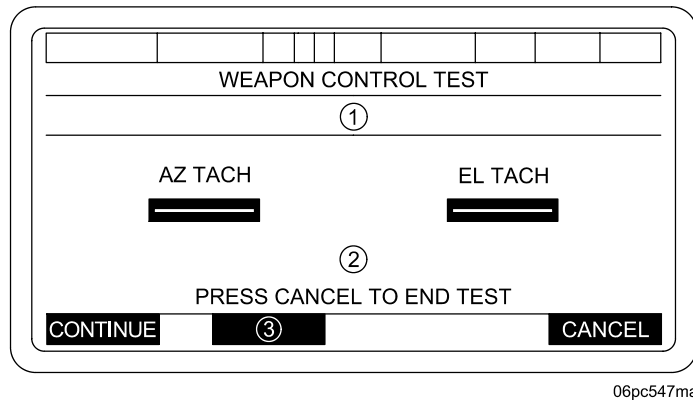 WEAPON CONTROL TEST
①
AZ TACH EL TACH
②
PRESS CANCEL TO END TEST
CONTINUE ③ CANCEL
06pc547ma